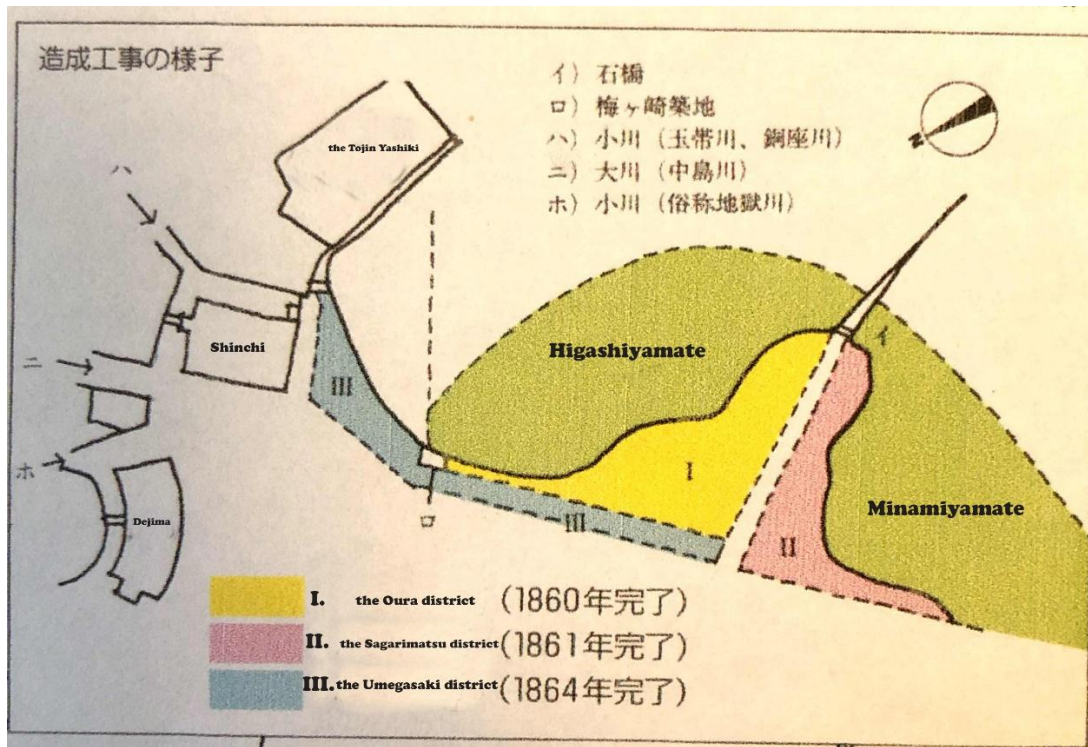 造成工事の様子
イ）石橋
ロ）梅ヶ崎築地
ハ）小川（玉帯川、銅座川）
ニ）大川（中島川）
ホ）小川（俗称地獄川）
N
the Tojin Yashiki
ハ
Shinchi
ニ
ホ
Dejima
III
ロ
Higashiyamate
イ
I
III
II
Minamiyamate
I. the Oura district （1860年完了）
II. the Sagarimatsu district （1861年完了）
III. the Umegasaki district （1864年完了）